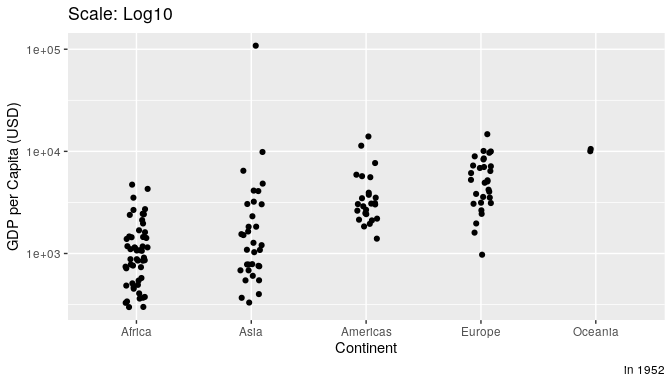 Scale: Log10
1e+05
1e+04
1e+03
GDP per Capita (USD)
Africa
Asia
Americas
Europe
Oceania
Continent
In 1952